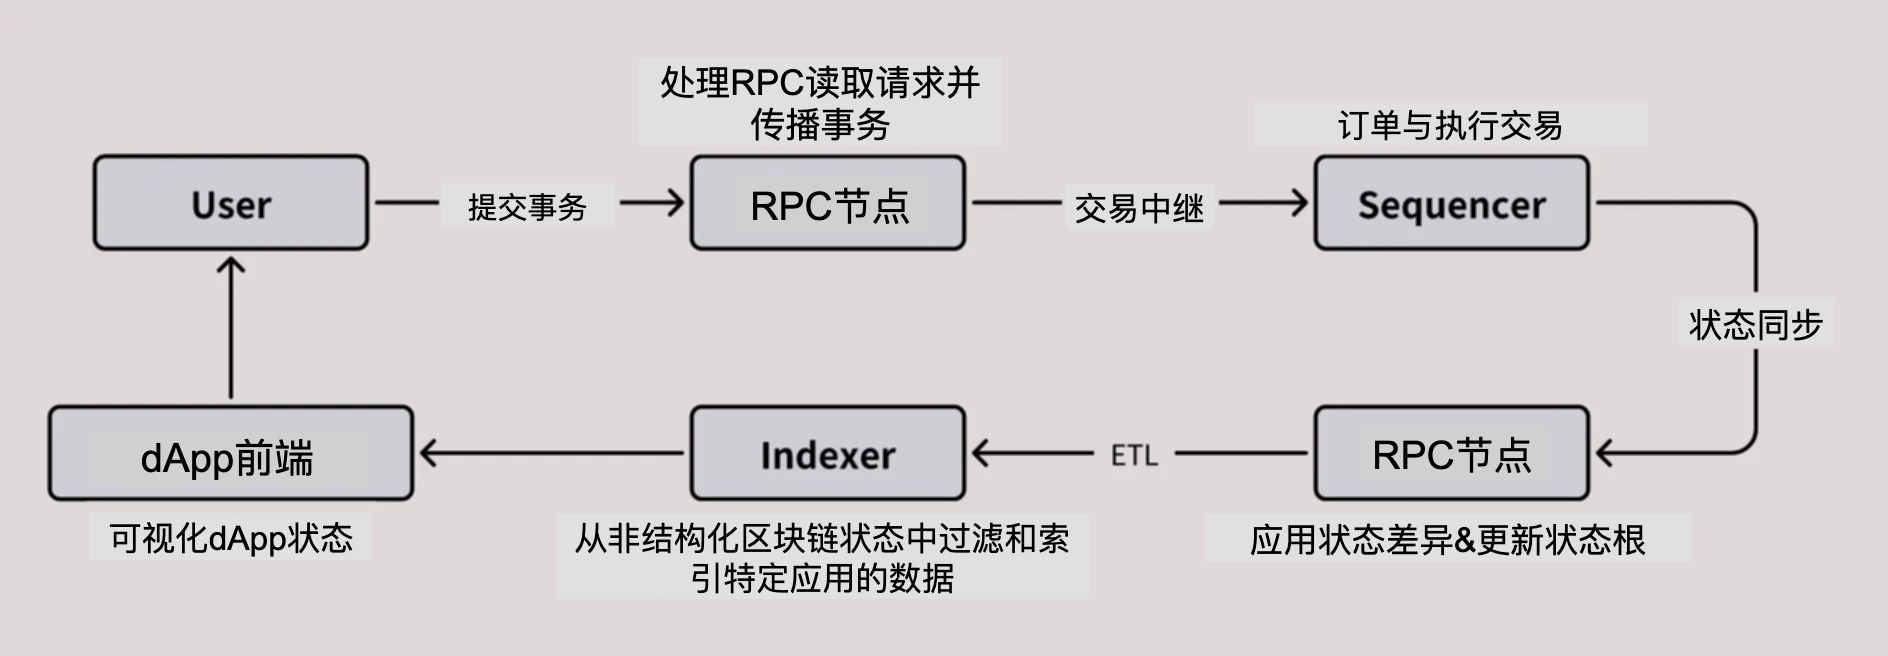 处理RPC读取请求并
传播事务
订单与执行交易
User
提交事务
RPC节点
交易中继
Sequencer
状态同步
dApp前端
Indexer
ETL
RPC节点
可视化dApp状态
从非结构化区块链状态中过滤和索
引特定应用的数据
应用状态差异&更新状态根